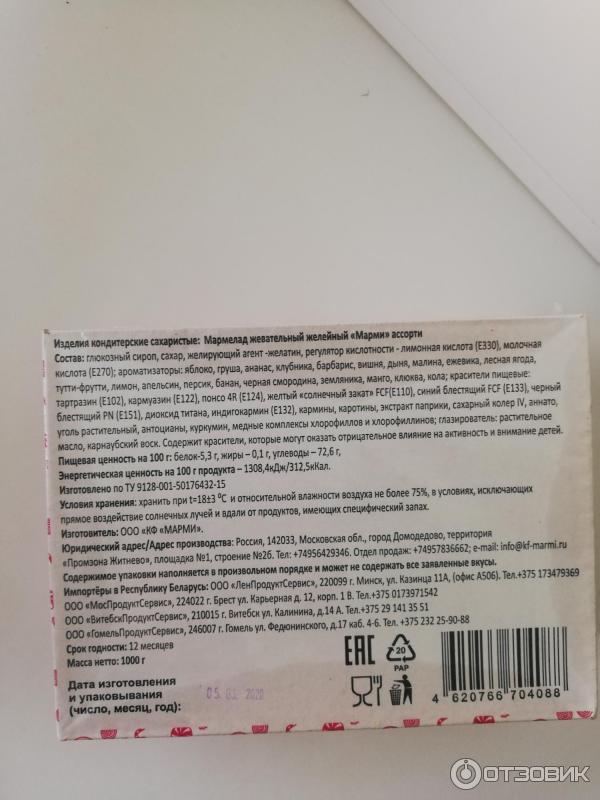 Изделия кондитерские сахаристые: Мармелад жевательный желейный «Марми» ассорти
Состав: глюкозный сироп, сахар, желирующий агент -желатин, регулятор кислотности - лимонная кислота (Е330), молочная
кислота (Е270); ароматизаторы: яблоко, груша, ананас, клубника, барбарис, вишня, дыня, малина, ежевика, лесная ягода,
тутти-фрутти, лимон, апельсин, персик, банан, черная смородина, земляника, манго, клюква, кола; красители пищевые:
тартразин (Е102), кармуазин (Е122), понсо 4R (Е124), желтый «солнечный закат» FCF(Е110), синий блестящий FCF (Е133), черный
блестящий PN (Е151), диоксид титана, индигокармин (Е132), кармины, каротины, экстракт паприки, сахарный колер IV, аннато,
уголь растительный, антоцианы, куркумин, медные комплексы хлорофиллов и хлорофиллинов; глазирователь: растительное
масло, карнаубский воск. Содержит красители, которые могут оказать отрицательное влияние на активность и внимание детей.
Пищевая ценность на 100 г: белок-5,3 г, жиры – 0,1 г, углеводы – 72,6 г,
Энергетическая ценность на 100 г продукта – 1308,4кДж/312,5кКал.
Изготовлено по ТУ 9128-001-50176432-15
Условия хранения: хранить при t=18±3 ⁰С и относительной влажности воздуха не более 75%, в условиях, исключающих
прямое воздействие солнечных лучей и вдали от продуктов, имеющих специфический запах.
Изготовитель: ООО «КФ «МАРМИ».
Юридический адрес/Адрес производства: Россия, 142033, Московская обл., город Домодедово, территория
«Промзона Житнево», площадка №1, строение №2б. Тел: +74956429346. Отдел продаж: +74957836662; e-mail: info@kf-marmi.ru
Содержимое упаковки наполняется в произвольном порядке и может не содержать все заявленные вкусы.
Импортёры в Республику Беларусь: ООО «ЛенПродуктСервис», 220099 г. Минск, ул. Казинца 11А, (офис А506). Тел.+375 173479369
ООО «МосПродуктСервис», 224022 г. Брест ул. Карьерная д. 12, корп. 1 В Тел.+375 0173971542
ООО «ВитебскПродуктСервис», 210015 г. Витебск ул. Калинина, д.14 А. Тел.+375 29 141 35 51
ООО «ГомельПродуктСервис», 246007 г. Гомель ул. Федюнинского, д.17 каб. 4-6. Тел.+375 232 25-90-88
Срок годности: 12 месяцев
Масса нетто: 1000 г
Дата изготовления
и упаковывания
(число, месяц, год):
05. 01. 2020
ЕАС
20
PAP
4 620766 704088
ОТЗОВИК